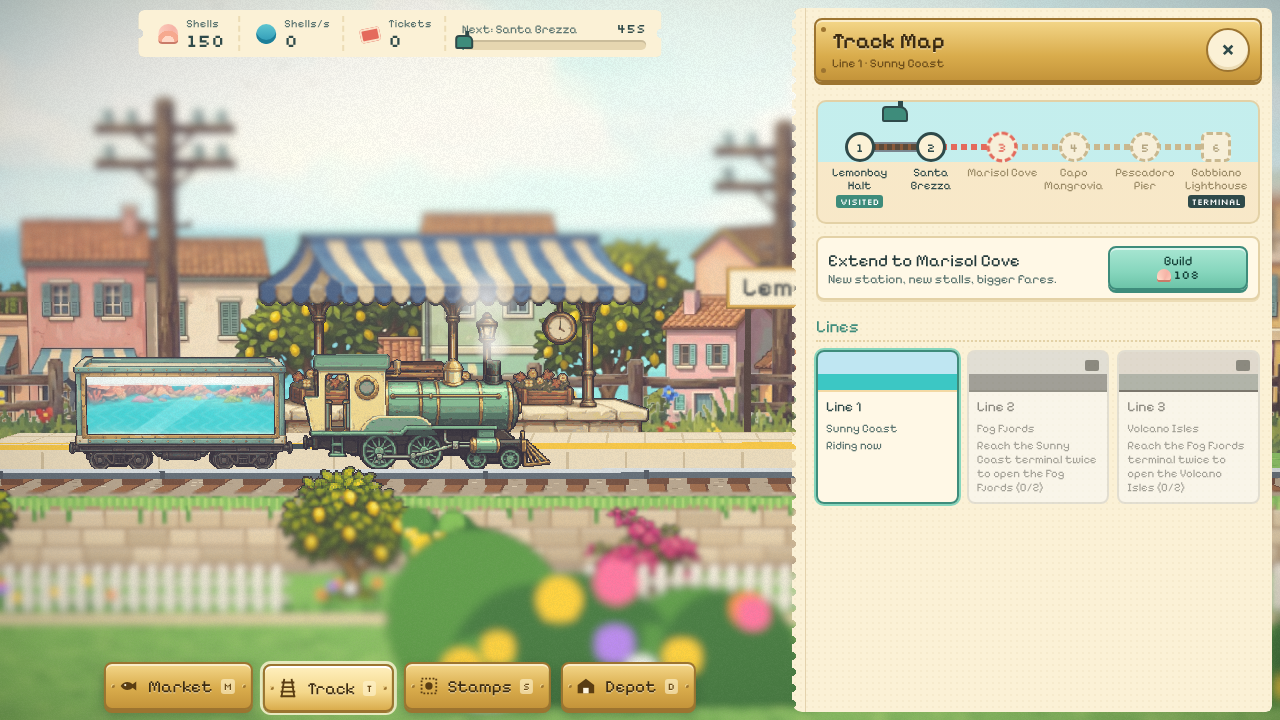 Shells
150
Shells/s
0
Tickets
0
Next: Santa Brezza 45s
Track Map
Line 1 · Sunny Coast
×
1 2 3 4 5 6
Lemonbay Halt
VISITED
Santa Brezza
Marisol Cove
Capo Mangrovia
Pescadoro Pier
Gabbiano Lighthouse
TERMINAL
Extend to Marisol Cove
New station, new stalls, bigger fares.
Build
108
Lines
Line 1
Sunny Coast
Riding now
Line 2
Fog Fjords
Reach the Sunny
Coast terminal twice
to open the Fog
Fjords (0/2)
Line 3
Volcano Isles
Reach the Fog Fjords
terminal twice to
open the Volcano
Isles (0/2)
Lem
Market M
Track T
Stamps S
Depot D